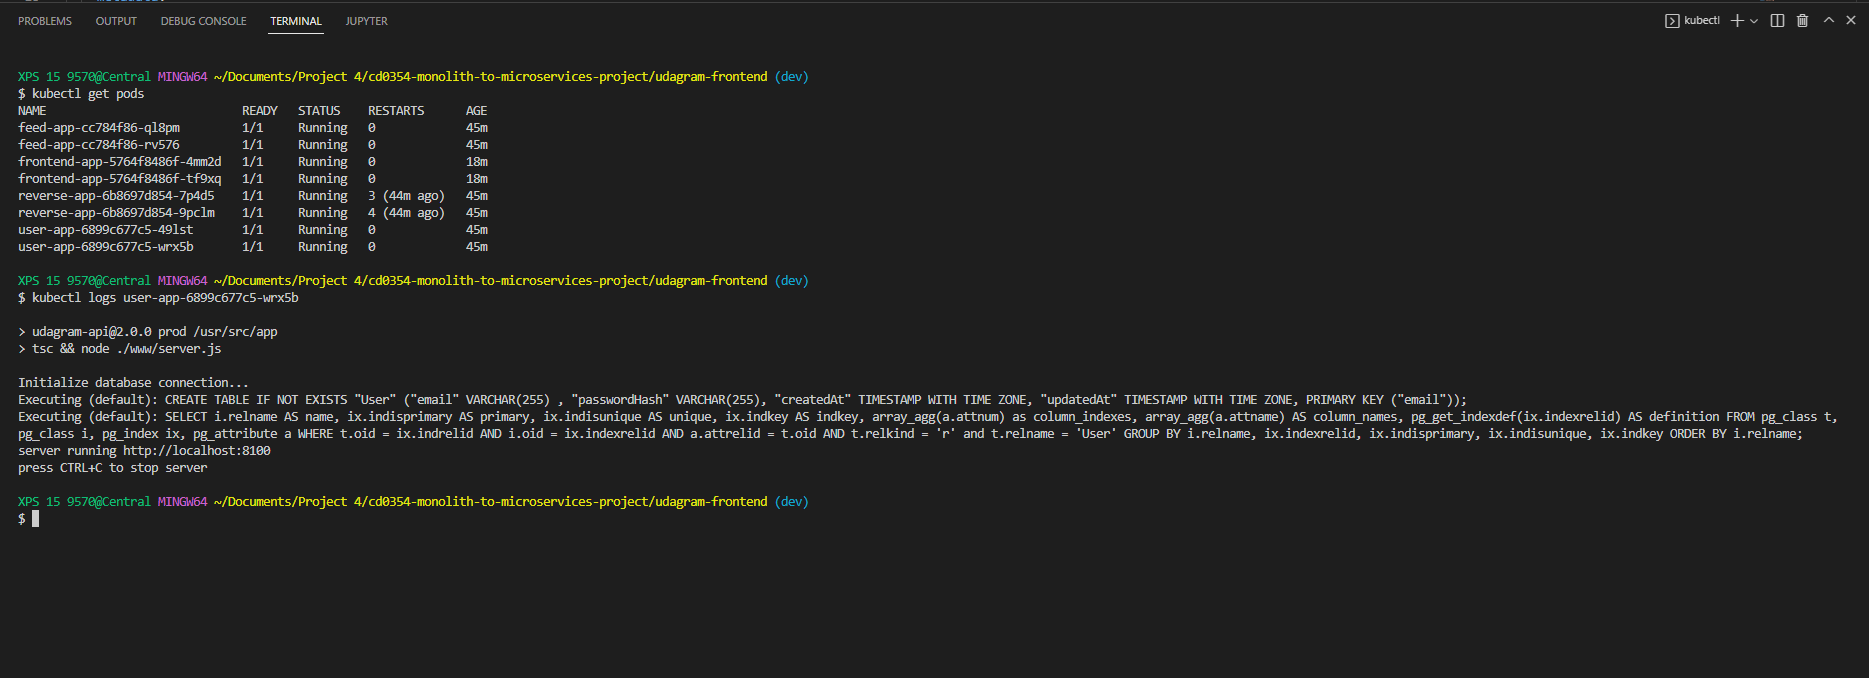 PROBLEMS OUTPUT DEBUG CONSOLE TERMINAL JUPYTER kubectl
XPS 15 9570@Central MINGW64 ~/Documents/Project 4/cd0354-monolith-to-microservices-project/udagram-frontend (dev)
$ kubectl get pods
NAME READY STATUS RESTARTS AGE
feed-app-cc784f86-ql8pm 1/1 Running 0 45m
feed-app-cc784f86-rv576 1/1 Running 0 45m
frontend-app-5764f8486f-4mm2d 1/1 Running 0 18m
frontend-app-5764f8486f-tf9xq 1/1 Running 0 18m
reverse-app-6b8697d854-7p4d5 1/1 Running 3 (44m ago) 45m
reverse-app-6b8697d854-9pclm 1/1 Running 4 (44m ago) 45m
user-app-6899c677c5-49lst 1/1 Running 0 45m
user-app-6899c677c5-wrx5b 1/1 Running 0 45m
XPS 15 9570@Central MINGW64 ~/Documents/Project 4/cd0354-monolith-to-microservices-project/udagram-frontend (dev)
$ kubectl logs user-app-6899c677c5-wrx5b
> udagram-api@2.0.0 prod /usr/src/app
> tsc && node ./www/server.js
Initialize database connection...
Executing (default): CREATE TABLE IF NOT EXISTS "User" ("email" VARCHAR(255) , "passwordHash" VARCHAR(255), "createdAt" TIMESTAMP WITH TIME ZONE, "updatedAt" TIMESTAMP WITH TIME ZONE, PRIMARY KEY ("email"));
Executing (default): SELECT i.relname AS name, ix.indisprimary AS primary, ix.indisunique AS unique, ix.indkey AS indkey, array_agg(a.attnum) as column_indexes, array_agg(a.attname) AS column_names, pg_get_indexdef(ix.indexrelid) AS definition FROM pg_class t,
pg_class i, pg_index ix, pg_attribute a WHERE t.oid = ix.indrelid AND i.oid = ix.indexrelid AND a.attrelid = t.oid AND t.relkind = 'r' and t.relname = 'User' GROUP BY i.relname, ix.indexrelid, ix.indisprimary, ix.indisunique, ix.indkey ORDER BY i.relname;
server running http://localhost:8100
press CTRL+C to stop server
XPS 15 9570@Central MINGW64 ~/Documents/Project 4/cd0354-monolith-to-microservices-project/udagram-frontend (dev)
$